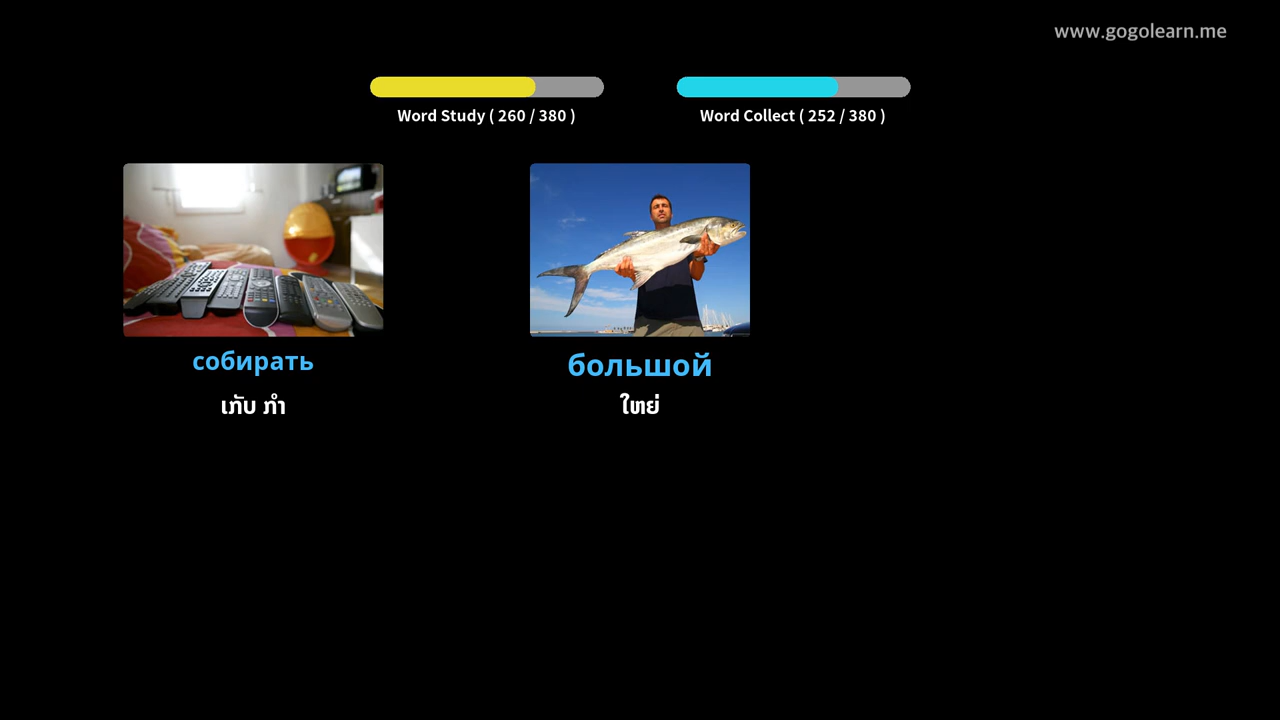 www.gogolearn.me
Word Study ( 260 / 380 )
Word Collect ( 252 / 380 )
собирать
ເກັບ ກຳ
большой
ໃຫຍ່